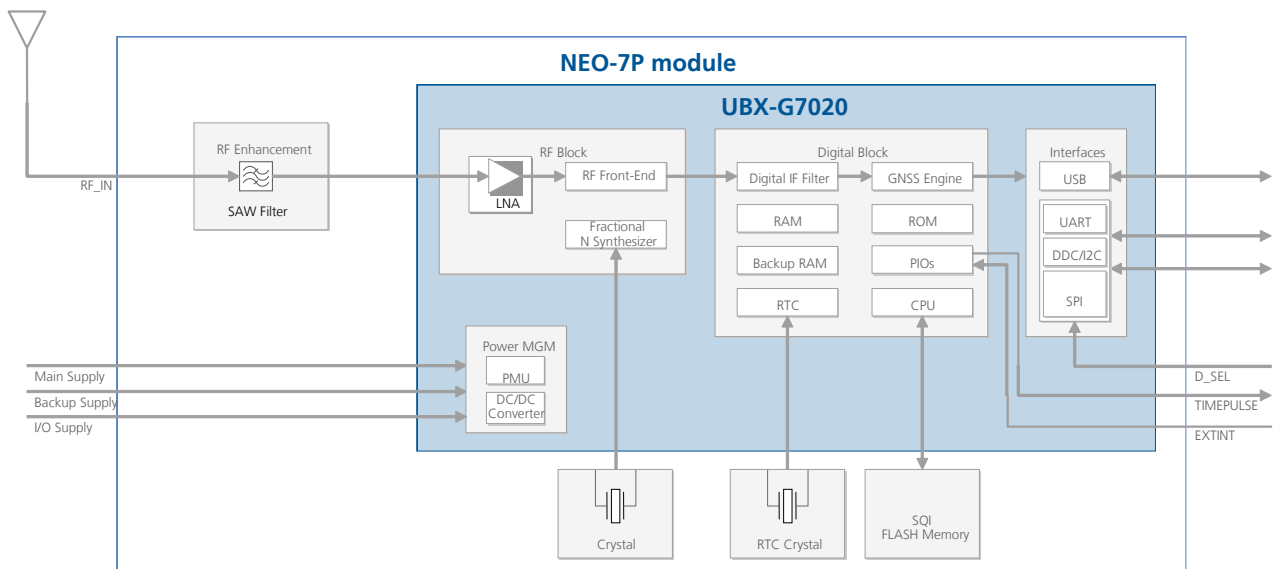 NEO-7P module
UBX-G7020
RF Enhancement
SAW Filter
RF_IN
RF Block
LNA
RF Front-End
Fractional
N Synthesizer
Digital Block
Digital IF Filter
GNSS Engine
RAM
ROM
Backup RAM
PIOs
RTC
CPU
Interfaces
USB
UART
DDC/I2C
SPI
Power MGM
PMU
DC/DC
Converter
Main Supply
Backup Supply
I/O Supply
D_SEL
TIMEPULSE
EXTINT
Crystal
RTC Crystal
SQI
FLASH Memory